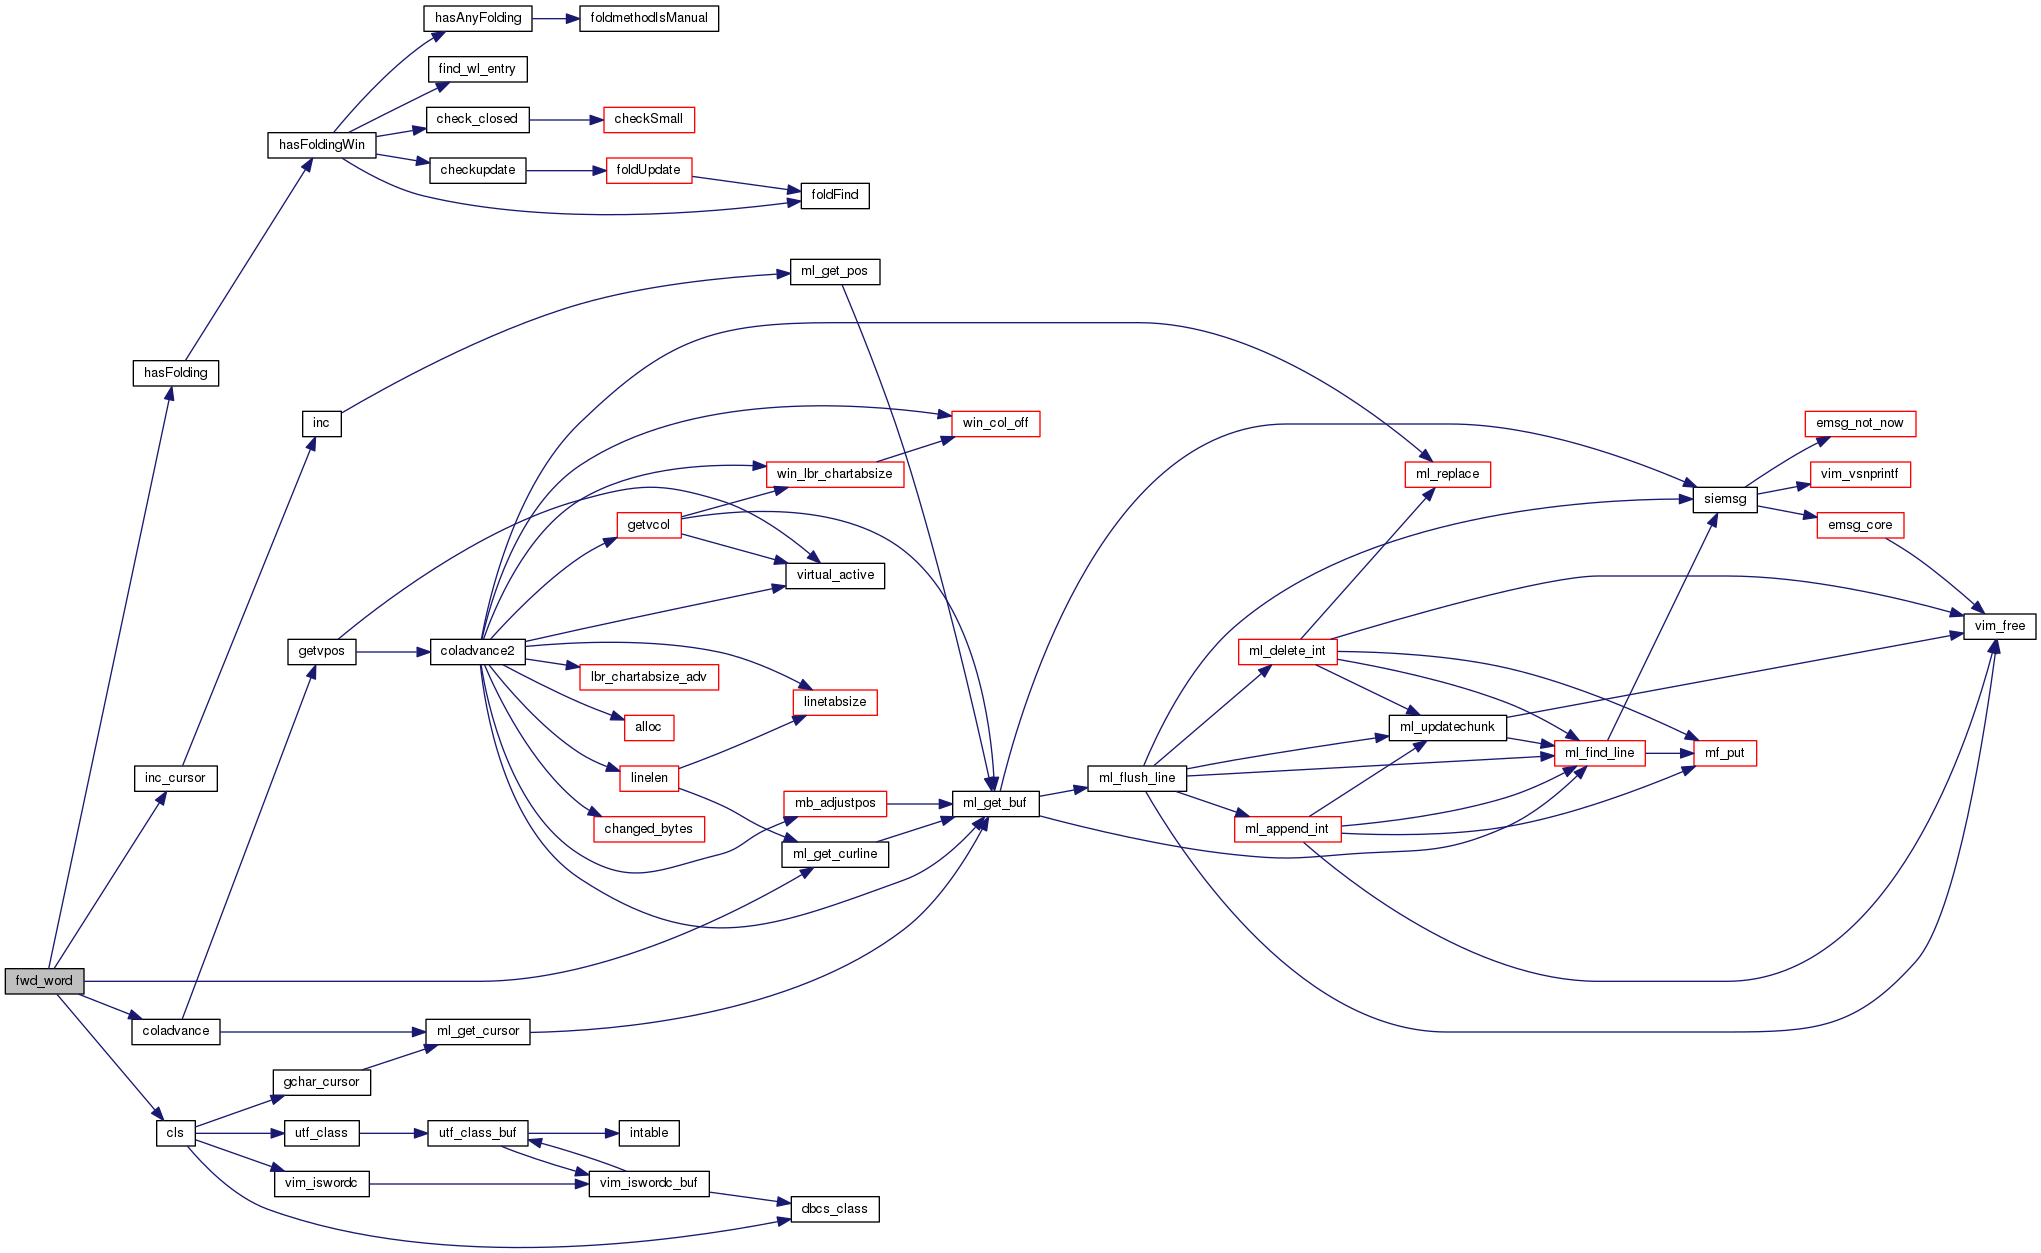 hasAnyFolding
foldmethodIsManual
find_wl_entry
check_closed
checkSmall
hasFoldingWin
checkupdate
foldUpdate
foldFind
ml_get_pos
hasFolding
inc
win_col_off
emsg_not_now
win_lbr_chartabsize
ml_replace
vim_vsnprintf
siemsg
getvcol
emsg_core
virtual_active
vim_free
getvpos
coladvance2
ml_delete_int
lbr_chartabsize_adv
linetabsize
alloc
ml_updatechunk
ml_find_line
mf_put
inc_cursor
linelen
ml_flush_line
mb_adjustpos
ml_get_buf
changed_bytes
ml_append_int
ml_get_curline
fwd_word
coladvance
ml_get_cursor
gchar_cursor
cls
utf_class
utf_class_buf
intable
vim_iswordc
vim_iswordc_buf
dbcs_class